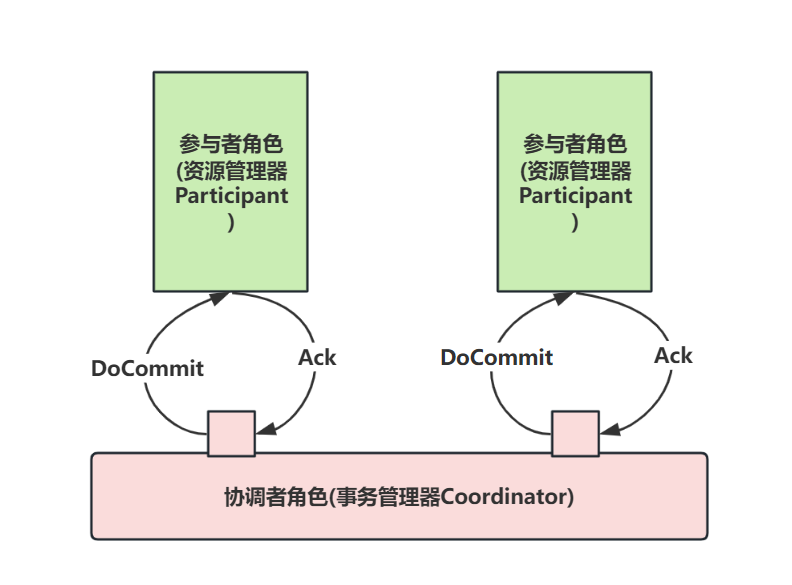 参与者角色
(资源管理器
Participant
)
参与者角色
(资源管理器
Participant
)
DoCommit
Ack
DoCommit
Ack
协调者角色(事务管理器Coordinator)